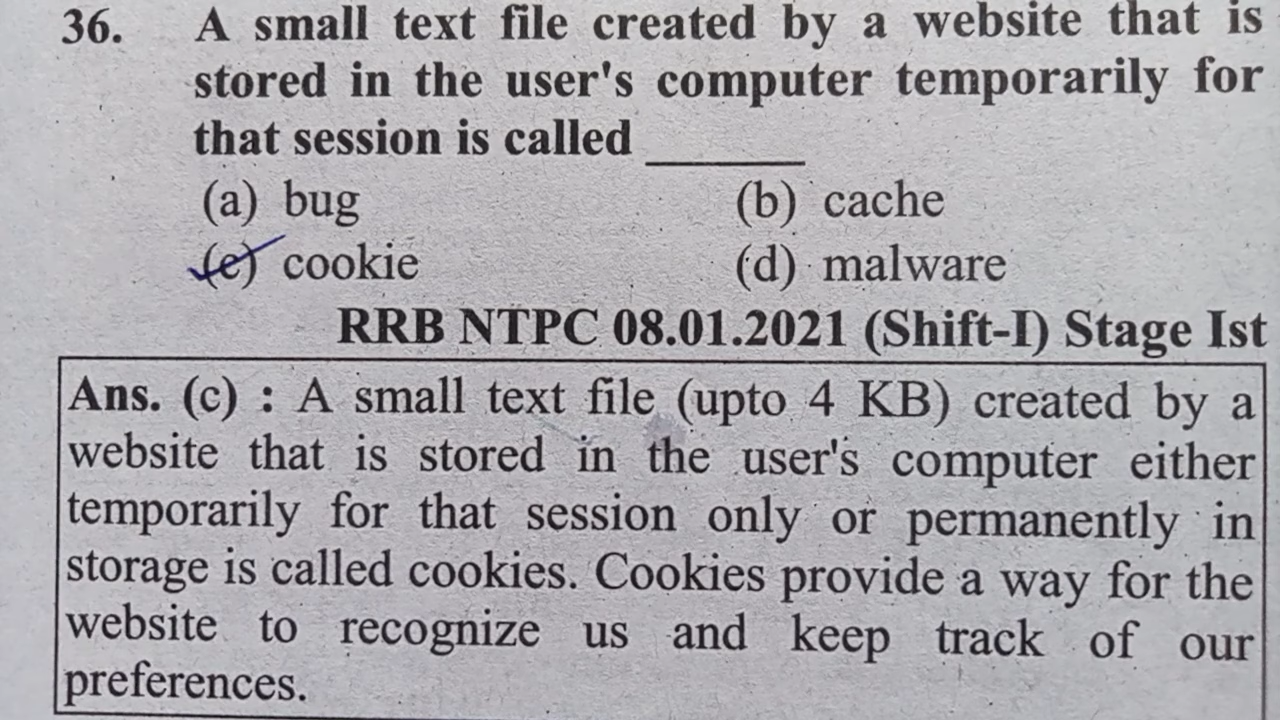 36. A small text file created by a website that is
stored in the user's computer temporarily for
that session is called ______
(a) bug (b) cache
(c) cookie (d) malware
RRB NTPC 08.01.2021 (Shift-I) Stage Ist
Ans. (c) : A small text file (upto 4 KB) created by a
website that is stored in the user's computer either
temporarily for that session only or permanently in
storage is called cookies. Cookies provide a way for the
website to recognize us and keep track of our
preferences.